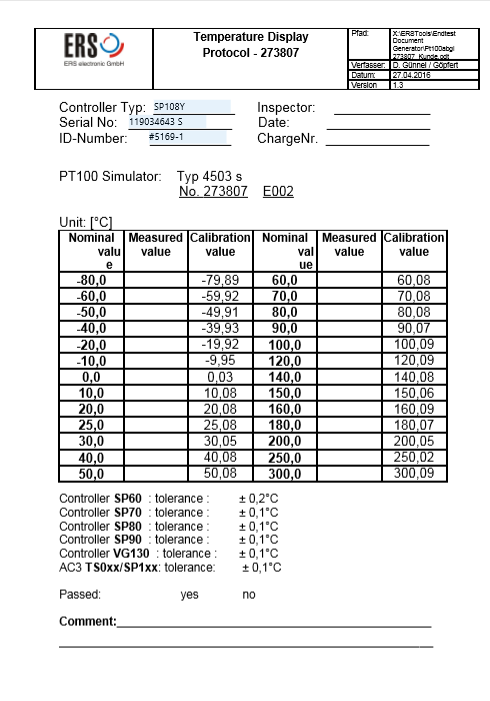 ERS
ERS electronic GmbH
Temperature Display
Protocol - 273807
Pfad:
X:\ERSTools\Endtest
Document
Generator\Pt100abgl
273807_Kunde.odt
Verfasser: D. Günnel / Göpfert
Datum: 27.04.2016
Version 1.3
Controller Typ: SP108Y Inspector:
Serial No: 119034643 S Date:
ID-Number: #5169-1 ChargeNr.
PT100 Simulator: Typ 4503 s
No. 273807 E002
Unit: [°C]
Nominal Measured Calibration Nominal Measured Calibration
valu value value val value value
e ue
-80,0 -79,89 60,0 60,08
-60,0 -59,92 70,0 70,08
-50,0 -49,91 80,0 80,08
-40,0 -39,93 90,0 90,07
-20,0 -19,92 100,0 100,09
-10,0 -9,95 120,0 120,09
0,0 0,03 140,0 140,08
10,0 10,08 150,0 150,06
20,0 20,08 160,0 160,09
25,0 25,08 180,0 180,07
30,0 30,05 200,0 200,05
40,0 40,08 250,0 250,02
50,0 50,08 300,0 300,09
Controller SP60 : tolerance : ± 0,2°C
Controller SP70 : tolerance : ± 0,1°C
Controller SP80 : tolerance : ± 0,1°C
Controller SP90 : tolerance : ± 0,1°C
Controller VG130 : tolerance : ± 0,1°C
AC3 TS0xx/SP1xx: tolerance: ± 0,1°C
Passed: yes no
Comment: